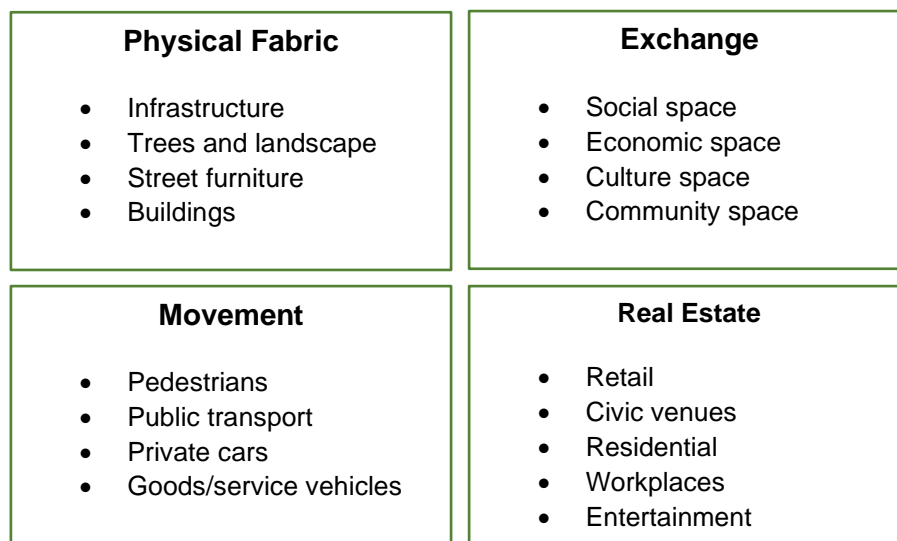 Physical Fabric
• Infrastructure
• Trees and landscape
• Street furniture
• Buildings
Exchange
• Social space
• Economic space
• Culture space
• Community space
Movement
• Pedestrians
• Public transport
• Private cars
• Goods/service vehicles
Real Estate
• Retail
• Civic venues
• Residential
• Workplaces
• Entertainment